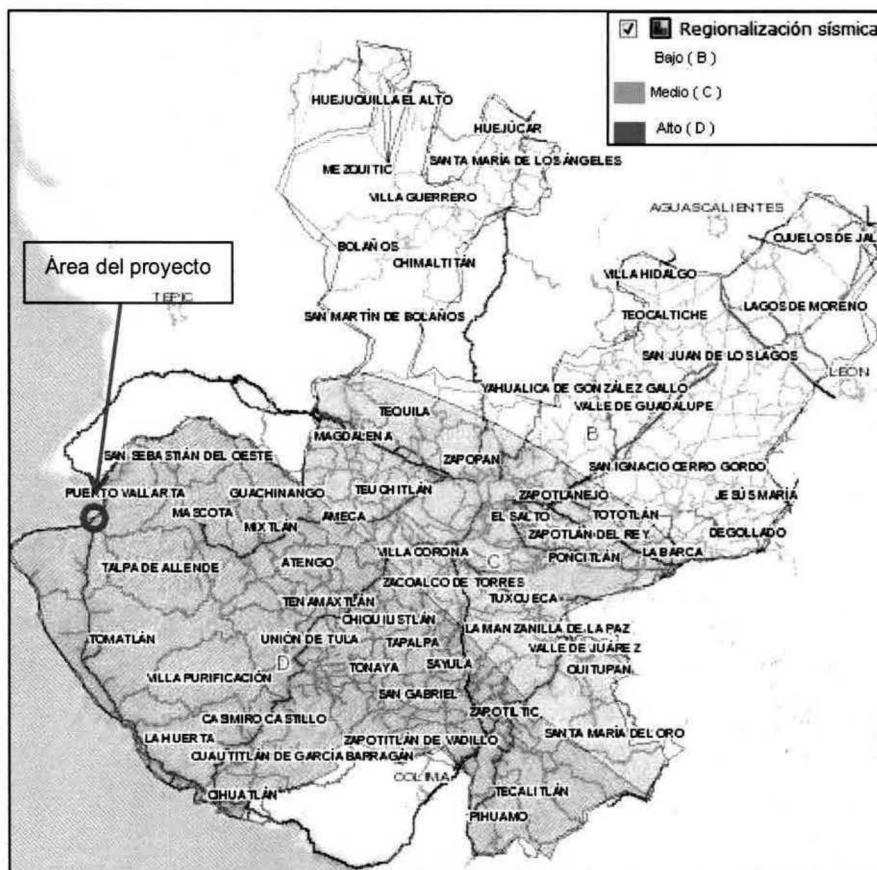 Regionalización sísmica
Bajo ( B )
Medio ( C )
Alto ( D )
HUEJUQUILLA EL ALTO
HUEJÚCAR
MEZQUITIC
SANTA MARÍA DE LOS ÁNGELES
VILLA GUERRERO
AGUASCALIENTES
BOLAÑOS
OJUELOS DE JAL
CHIMALTITÁN
Área del proyecto
VILLA HIDALGO
TEPIC
LAGOS DE MORENO
SAN MARTÍN DE BOLAÑOS
TEOCALTICHE
SAN JUAN DE LOS LAGOS
LEON
YAHUALICA DE GONZÁLEZ GALLO
TEQUILA
VALLE DE GUADALUPE
MAGDALENA
B
SAN SEBASTIÁN DEL OESTE
ZAPOPAN
SAN IGNACIO CERRO GORDO
PUERTO VALLARTA
GUACHINANGO
TEUCHITLÁN
ZAPOTLANEJO
JESÚS MARÍA
MASCOTA
AMECA
EL SALTO
TOTOTLÁN
MIXTLÁN
ZAPOTLÁN DEL REY
DEGOLLADO
VILLA CORONA
C
PONCITLÁN
LA BARCA
TALPA DE ALLENDE
ATENGO
ZACOALCO DE TORRES
TENAMAXTLÁN
TUXCUECA
CHIQUILISTLÁN
LA MANZANILLA DE LA PAZ
TOMATLÁN
UNIÓN DE TULA
TAPALPA
VALLE DE JUÁREZ
D
TONAYA
SAYULA
QUITUPAN
VILLA PURIFICACIÓN
SAN GABRIEL
CASIMIRO CASTILLO
ZAPOTILTIC
LA HUERTA
ZAPOTITLÁN DE VADILLO
SANTA MARÍA DEL ORO
CUAUTITLÁN DE GARCÍA BARRAGÁN
COLIMA
CIHUATLÁN
TECALITLÁN
PIHUAMO